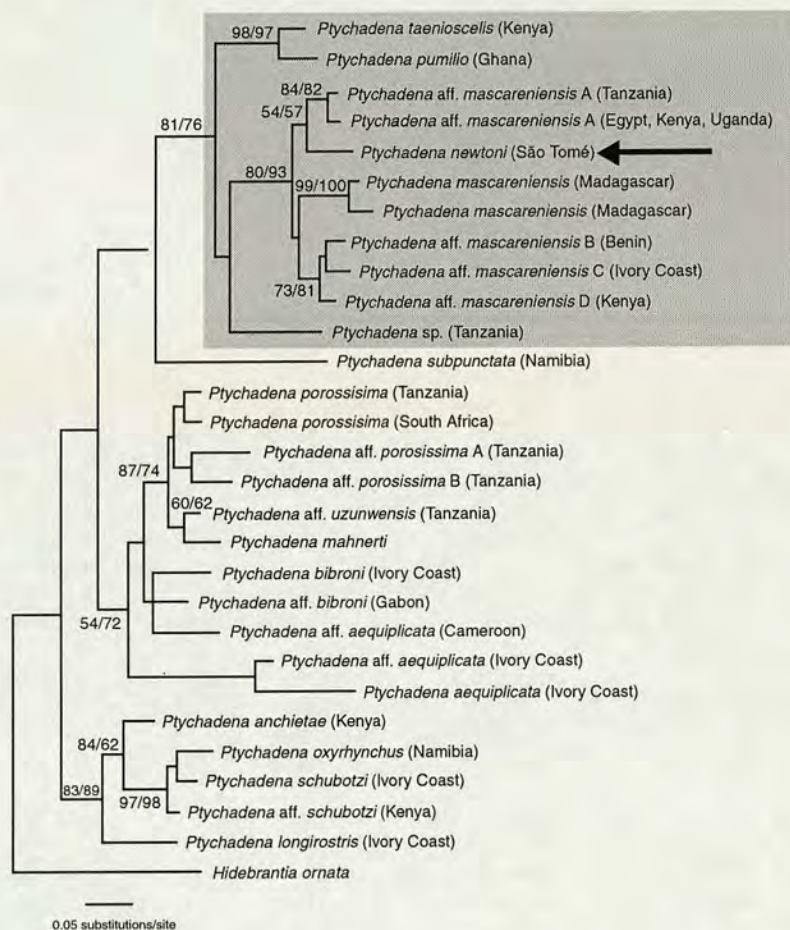 98/97
Ptychadena taenioscelis (Kenya)
Ptychadena pumilio (Ghana)
84/82
Ptychadena aff. mascareniensis A (Tanzania)
54/57
Ptychadena aff. mascareniensis A (Egypt, Kenya, Uganda)
81/76
Ptychadena newtoni (São Tomé)
80/93
99/100
Ptychadena mascareniensis (Madagascar)
Ptychadena mascareniensis (Madagascar)
Ptychadena aff. mascareniensis B (Benin)
Ptychadena aff. mascareniensis C (Ivory Coast)
73/81
Ptychadena aff. mascareniensis D (Kenya)
Ptychadena sp. (Tanzania)
Ptychadena subpunctata (Namibia)
Ptychadena porossisima (Tanzania)
Ptychadena porossisima (South Africa)
Ptychadena aff. porosissima A (Tanzania)
87/74
Ptychadena aff. porosissima B (Tanzania)
60/62
Ptychadena aff. uzunwensis (Tanzania)
Ptychadena mahnerti
Ptychadena bibroni (Ivory Coast)
Ptychadena aff. bibroni (Gabon)
54/72
Ptychadena aff. aequiplicata (Cameroon)
Ptychadena aff. aequiplicata (Ivory Coast)
Ptychadena aequiplicata (Ivory Coast)
Ptychadena anchietae (Kenya)
84/62
Ptychadena oxyrhynchus (Namibia)
Ptychadena schubotzi (Ivory Coast)
83/89
97/98
Ptychadena aff. schubotzi (Kenya)
Ptychadena longirostris (Ivory Coast)
Hidebrantia ornata
0.05 substitutions/site